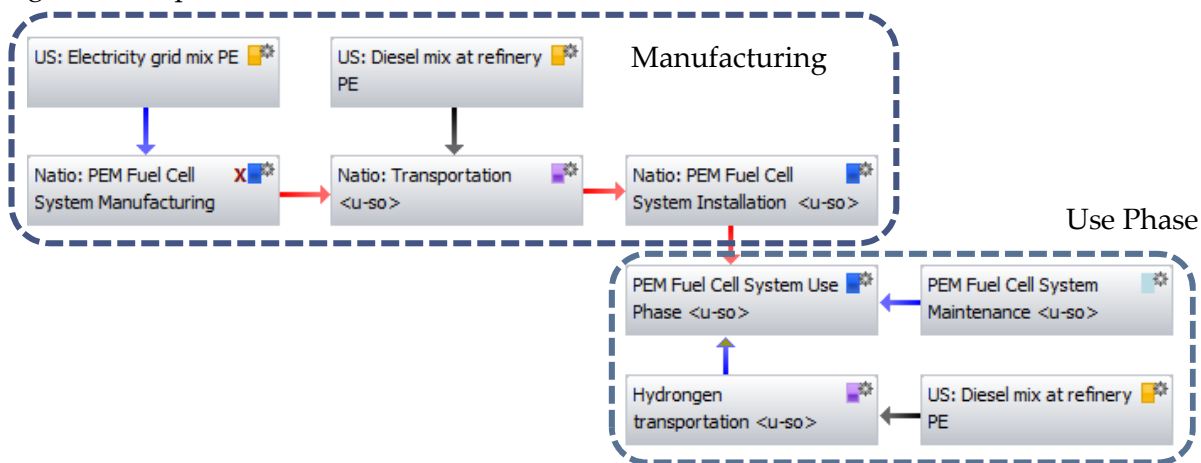 US: Electricity grid mix PE
US: Diesel mix at refinery
PE
Manufacturing
Natio: PEM Fuel Cell
System Manufacturing
X
Natio: Transportation
<u-so>
Natio: PEM Fuel Cell
System Installation <u-so>
Use Phase
PEM Fuel Cell System Use
Phase <u-so>
PEM Fuel Cell System
Maintenance <u-so>
Hydrongen
transportation <u-so>
US: Diesel mix at refinery
PE